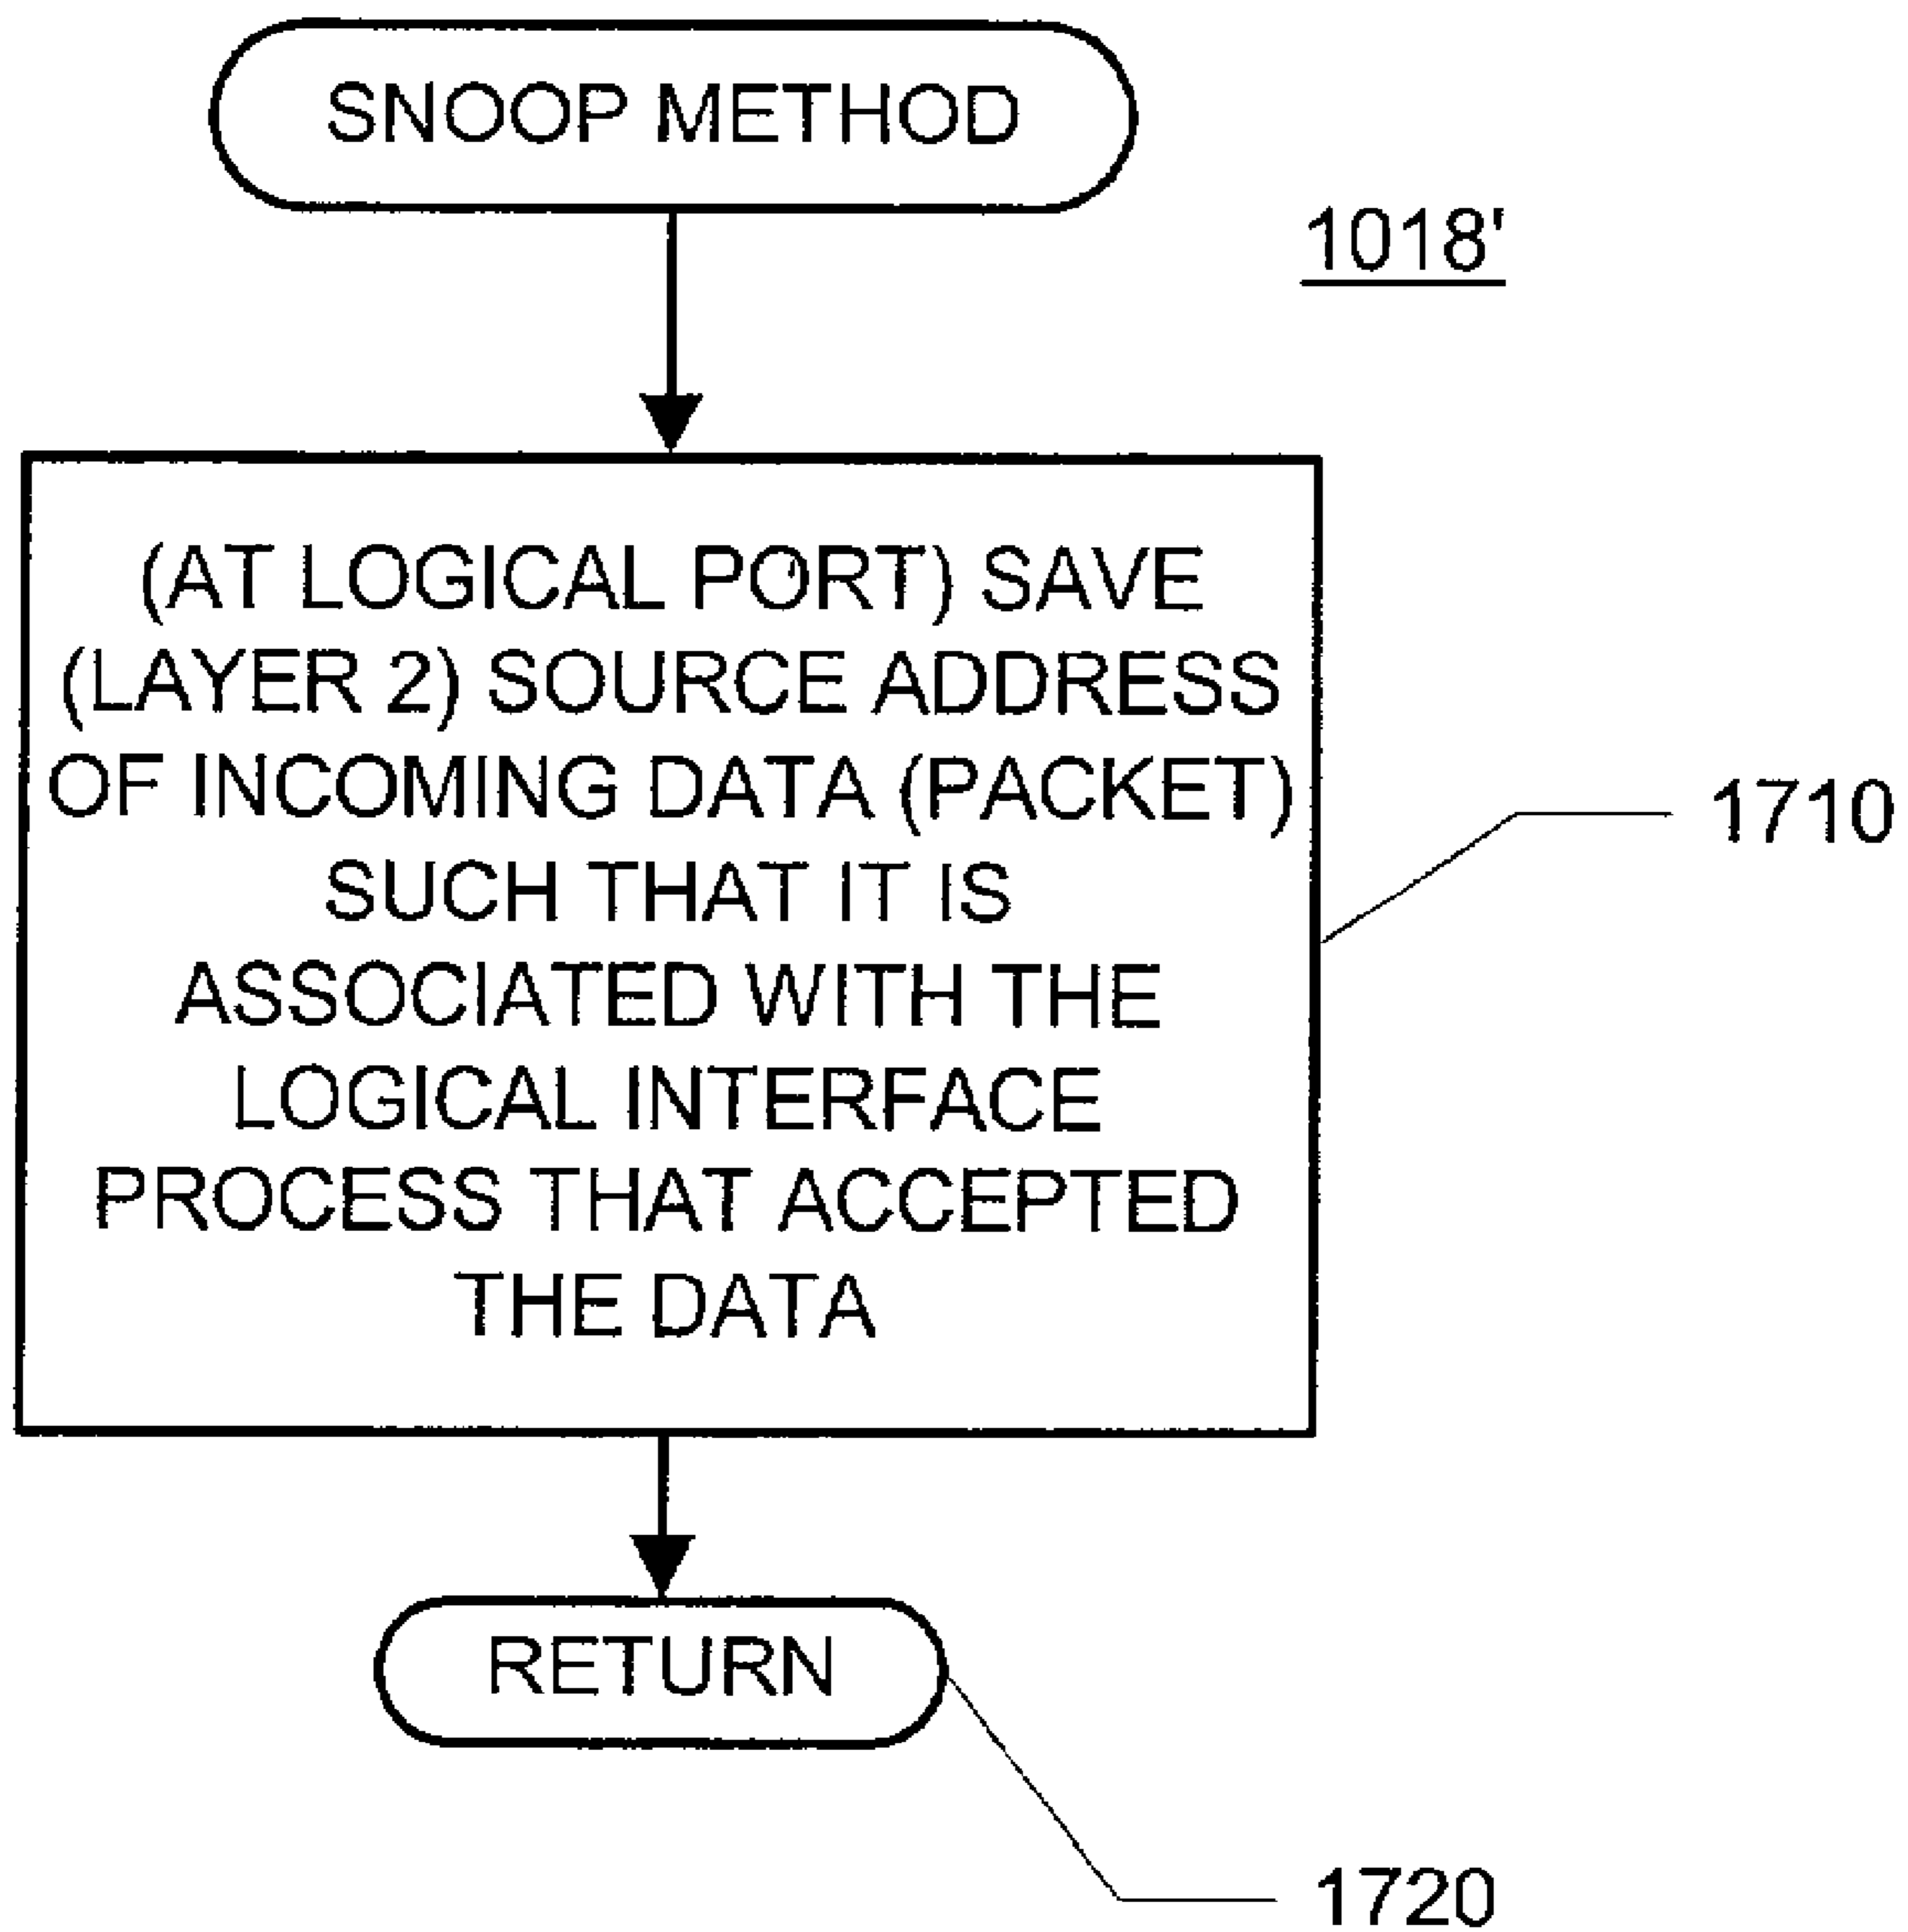 SNOOP METHOD
1018'
(AT LOGICAL PORT) SAVE
(LAYER 2) SOURCE ADDRESS
OF INCOMING DATA (PACKET)
SUCH THAT IT IS
ASSOCIATED WITH THE
LOGICAL INTERFACE
PROCESS THAT ACCEPTED
THE DATA
1710
RETURN
1720